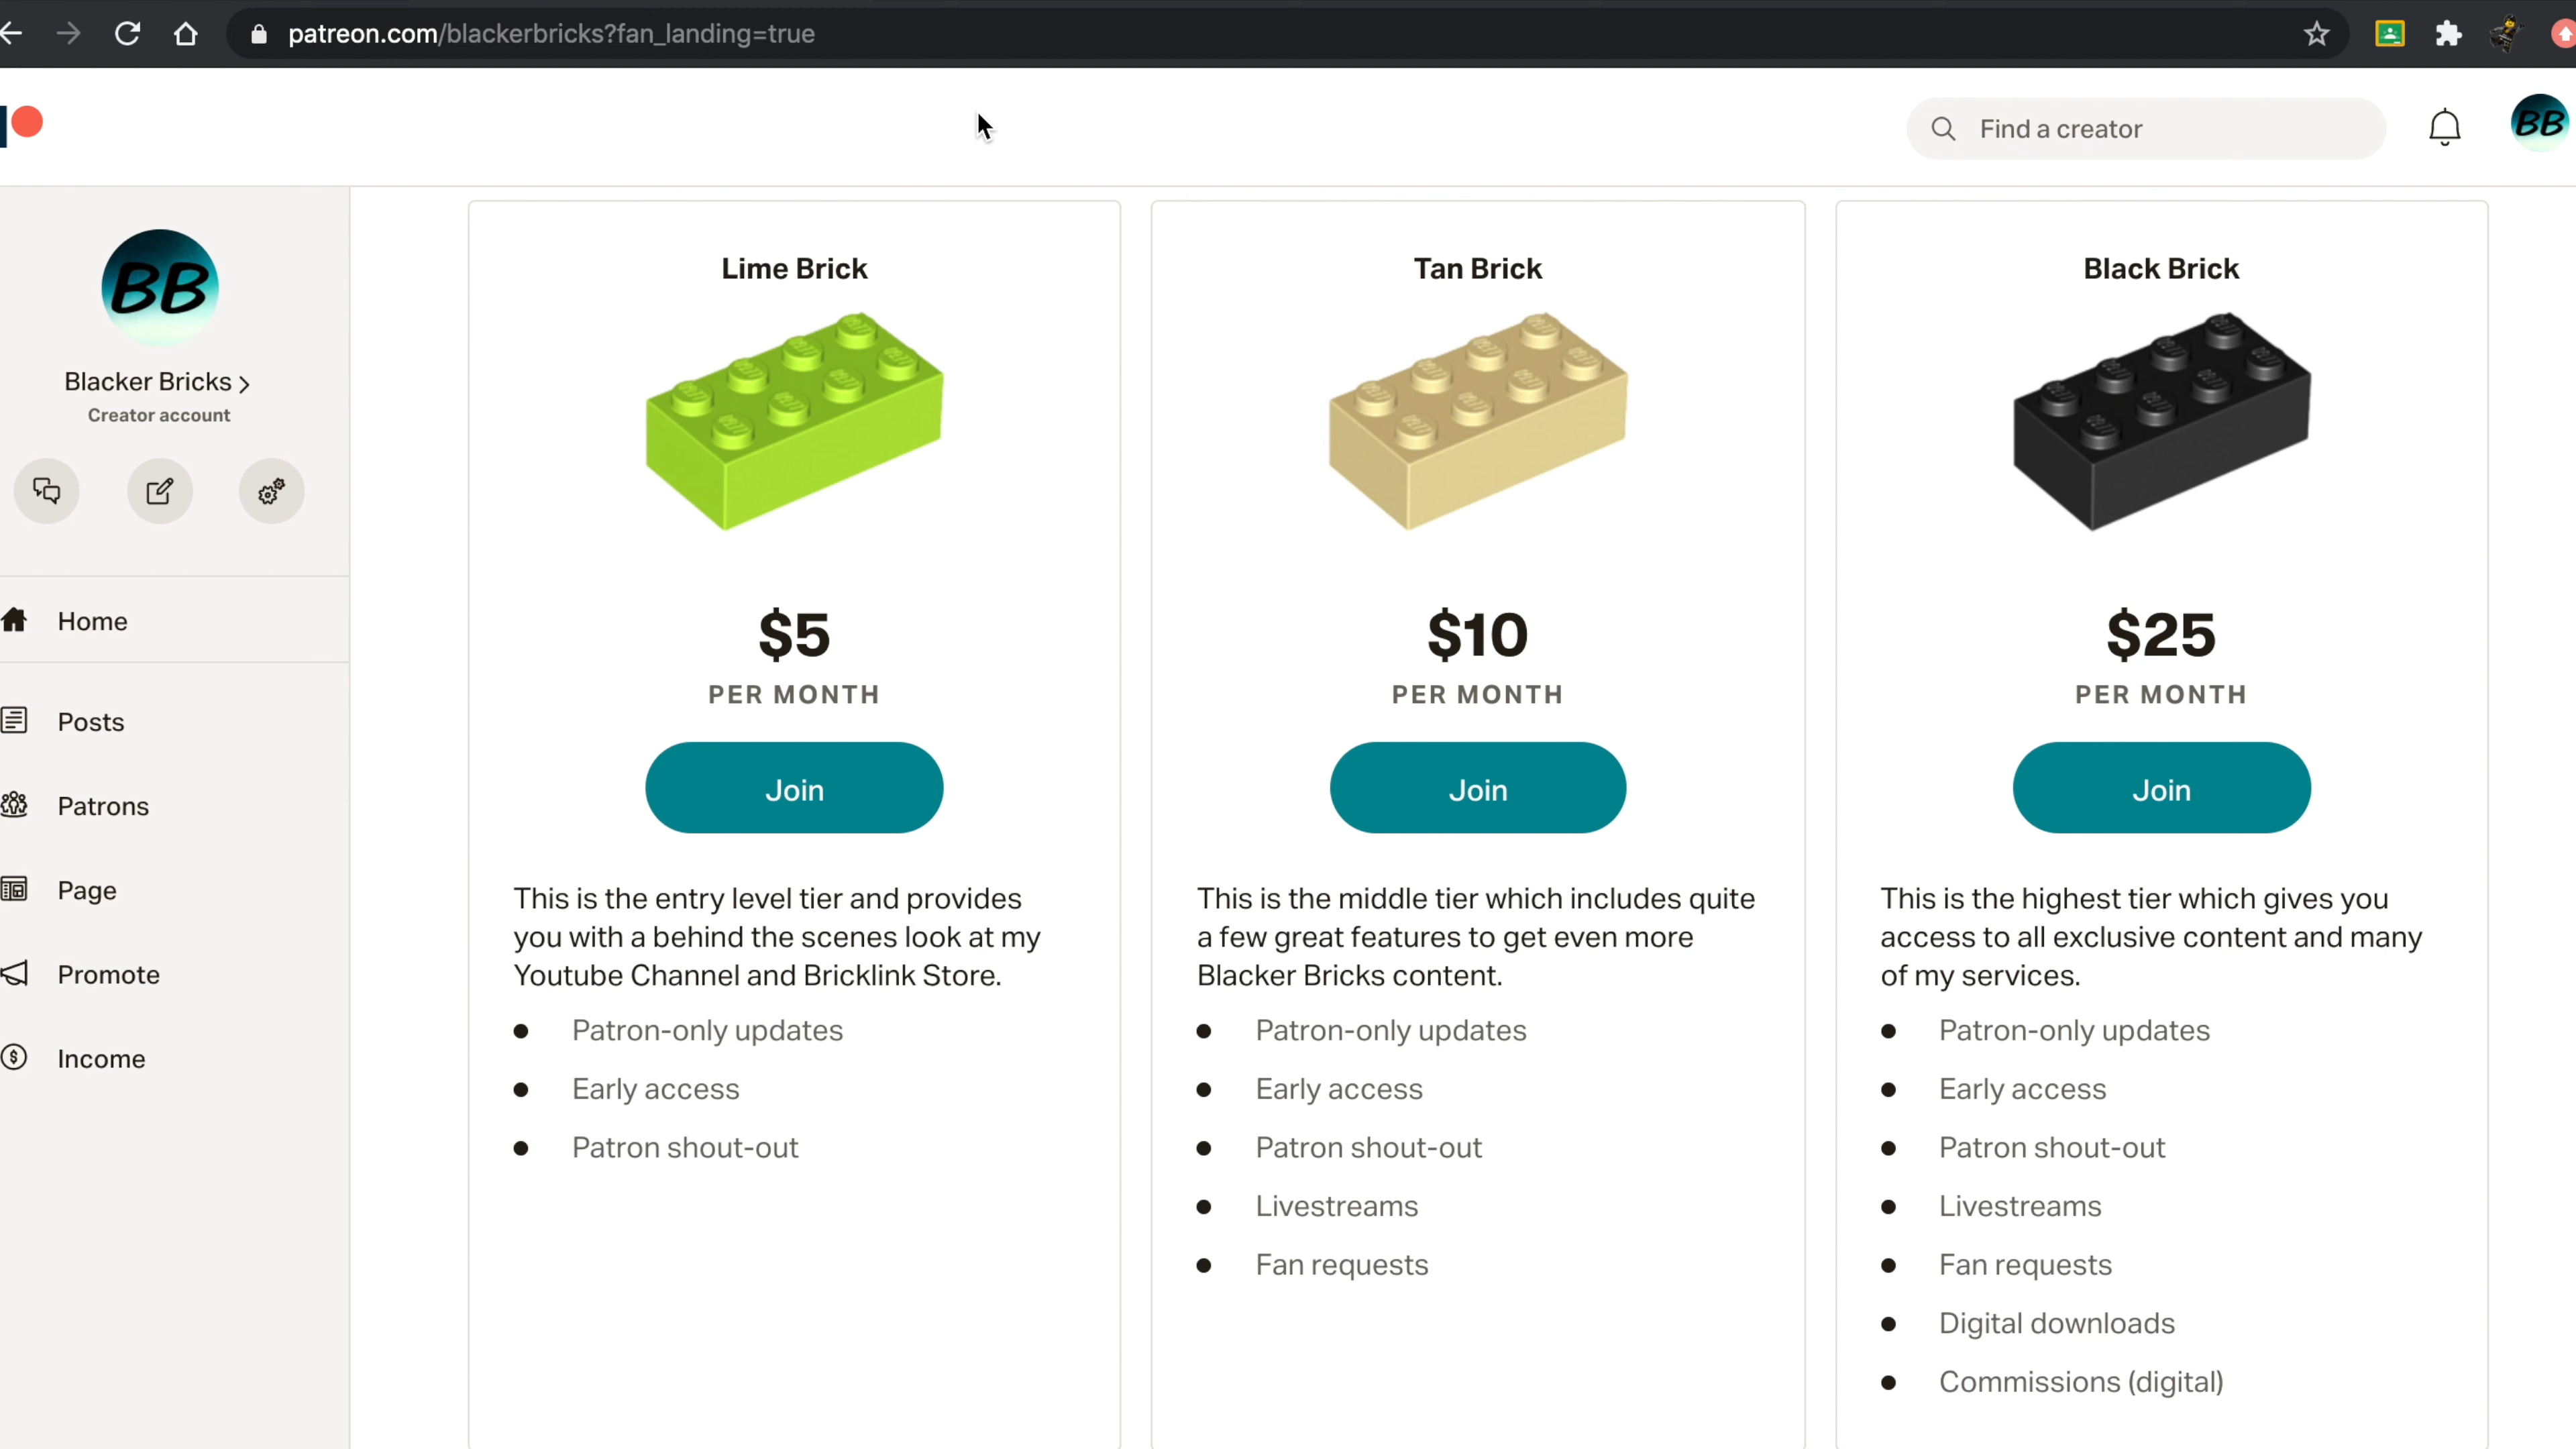 patreon.com/blackerbricks?fan_landing=true
Find a creator
BB
BB
Blacker Bricks
Creator account
Home
Posts
Patrons
Page
Promote
Income
Lime Brick
$5
PER MONTH
Join
This is the entry level tier and provides
you with a behind the scenes look at my
Youtube Channel and Bricklink Store.
Patron-only updates
Early access
Patron shout-out
Tan Brick
$10
PER MONTH
Join
This is the middle tier which includes quite
a few great features to get even more
Blacker Bricks content.
Patron-only updates
Early access
Patron shout-out
Livestreams
Fan requests
Black Brick
$25
PER MONTH
Join
This is the highest tier which gives you
access to all exclusive content and many
of my services.
Patron-only updates
Early access
Patron shout-out
Livestreams
Fan requests
Digital downloads
Commissions (digital)